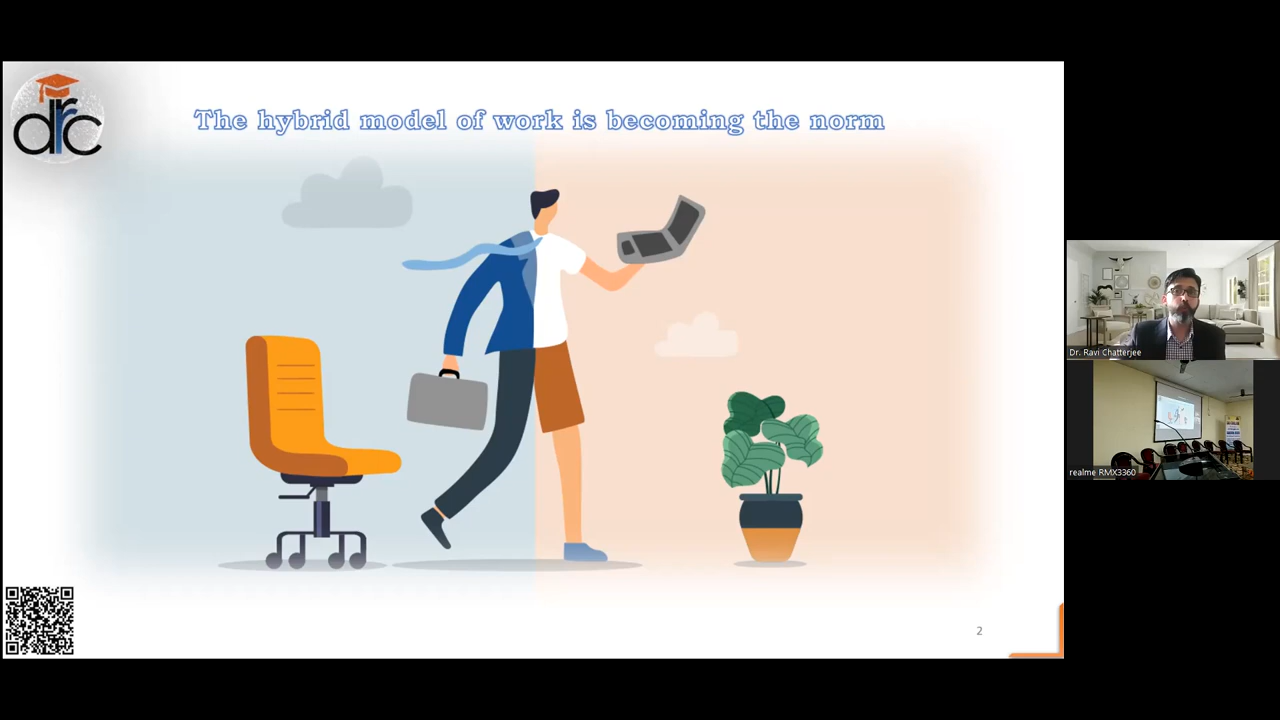 drc
The hybrid model of work is becoming the norm
Dr. Ravi Chatterjee
realme RMX3360
2